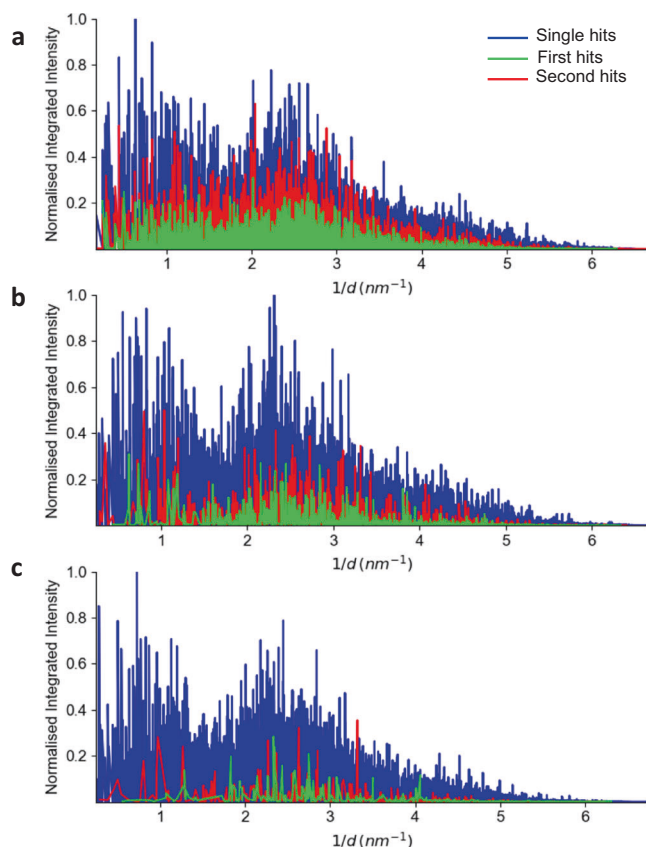 a
Single hits
First hits
Second hits
Normalised Integrated Intensity
1.0
0.8
0.6
0.4
0.2
1 2 3 4 5 6
1/d (nm⁻¹)
b
Normalised Integrated Intensity
1.0
0.8
0.6
0.4
0.2
1 2 3 4 5 6
1/d (nm⁻¹)
c
Normalised Integrated Intensity
1.0
0.8
0.6
0.4
0.2
1 2 3 4 5 6
1/d (nm⁻¹)